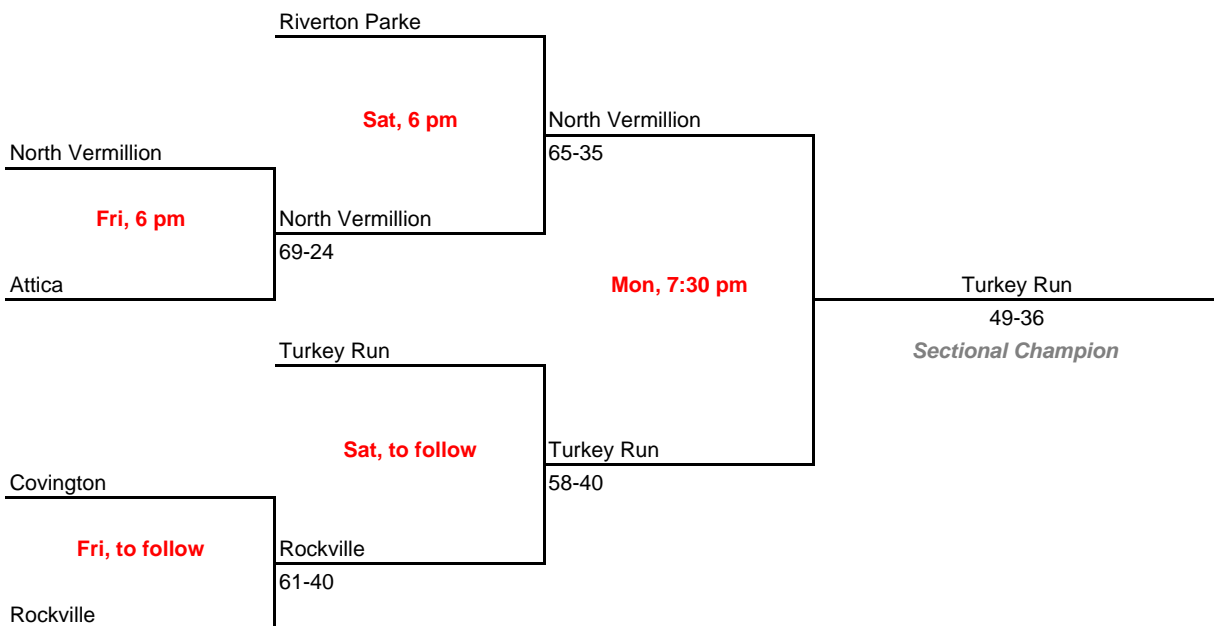 Riverton Parke
Sat, 6 pm
North Vermillion
North Vermillion
65-35
Fri, 6 pm
North Vermillion
69-24
Attica
Mon, 7:30 pm
Turkey Run
49-36
Turkey Run
Sectional Champion
Sat, to follow
Turkey Run
Covington
58-40
Fri, to follow
Rockville
61-40
Rockville